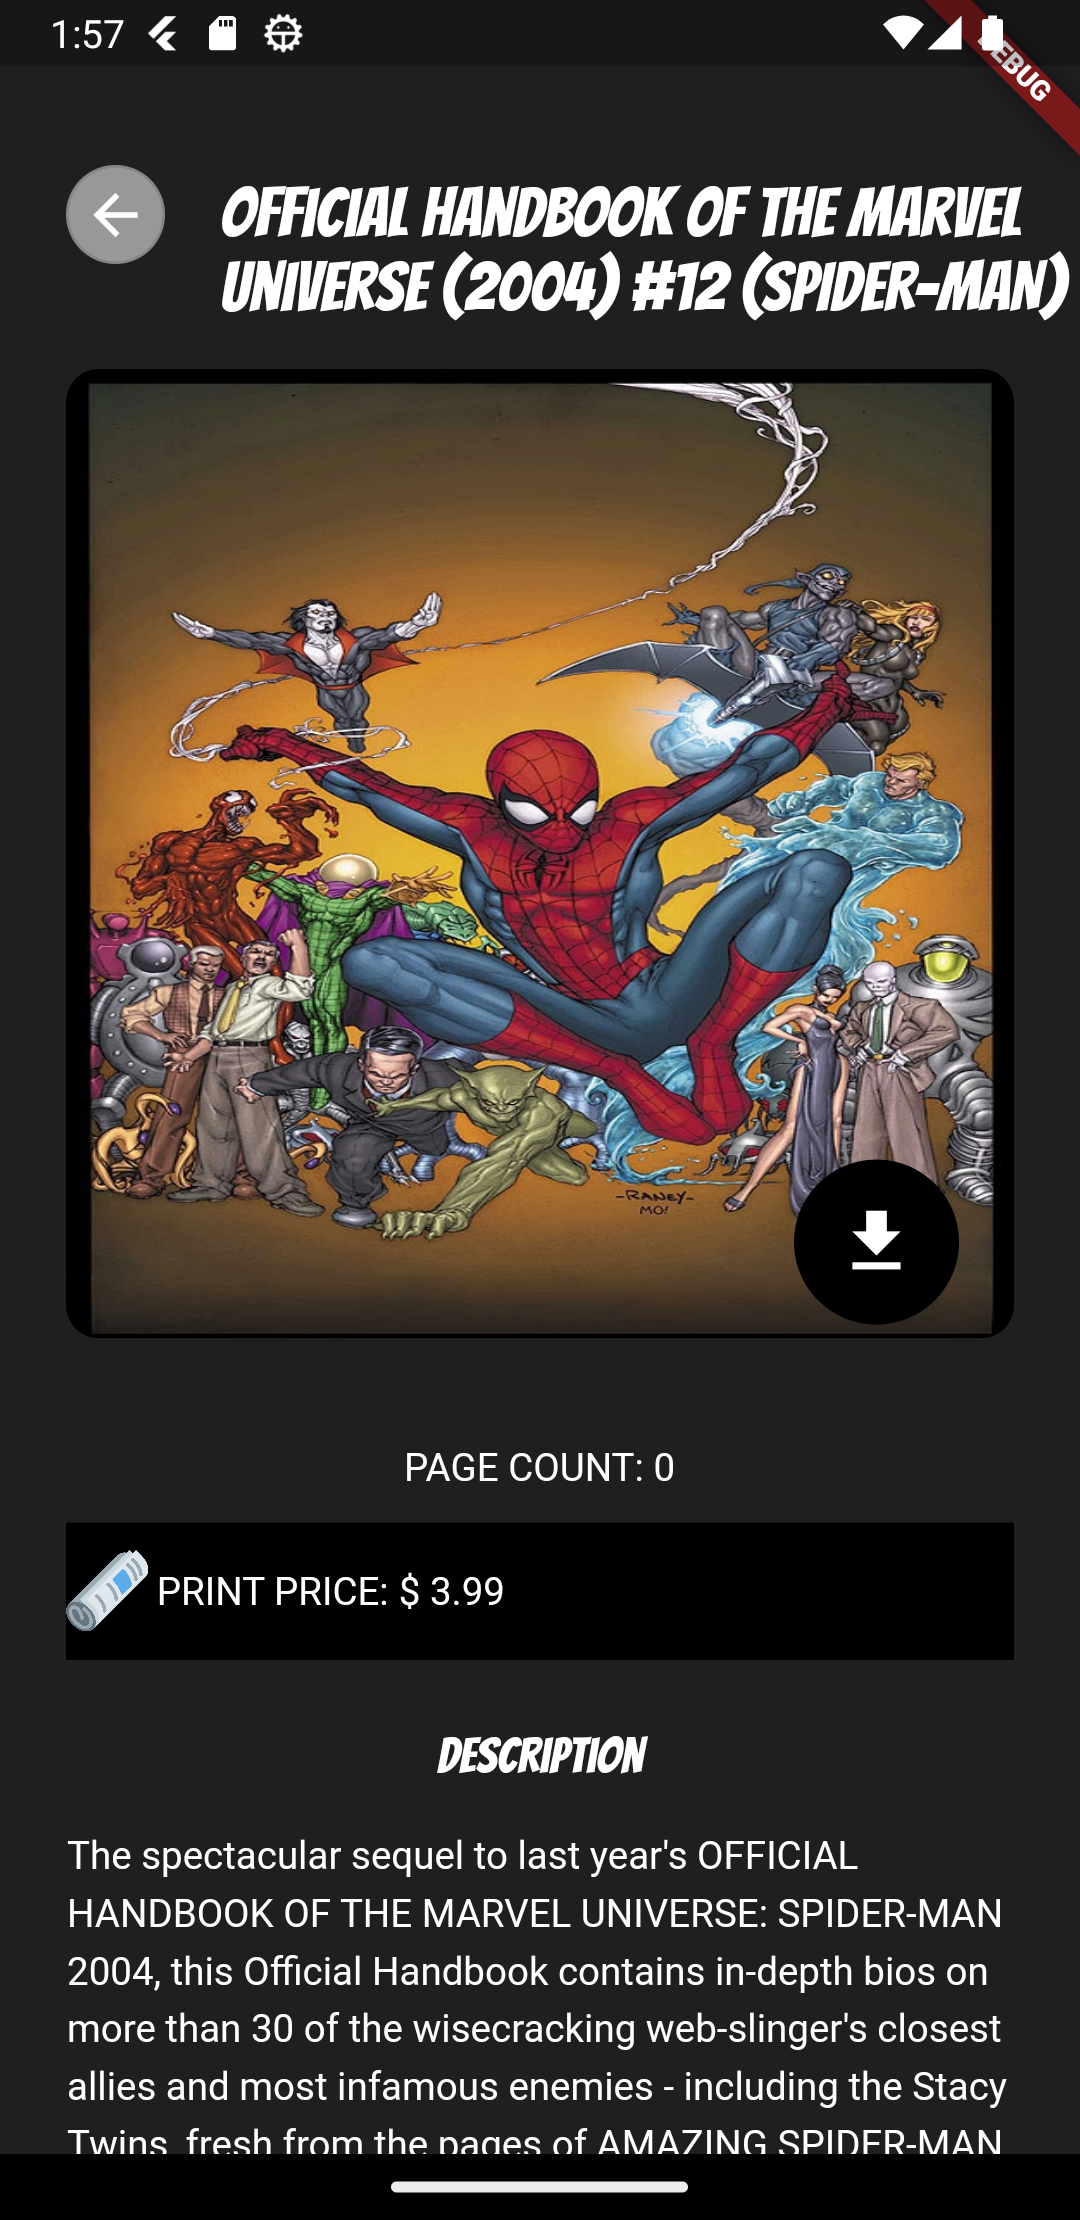 1:57
DEBUG
OFFICIAL HANDBOOK OF THE MARVEL
UNIVERSE (2004) #12 (SPIDER-MAN)
-RANEY-
MO!
PAGE COUNT: 0
PRINT PRICE: $ 3.99
DESCRIPTION
The spectacular sequel to last year's OFFICIAL
HANDBOOK OF THE MARVEL UNIVERSE: SPIDER-MAN
2004, this Official Handbook contains in-depth bios on
more than 30 of the wisecracking web-slinger's closest
allies and most infamous enemies - including the Stacy
Twins, fresh from the pages of AMAZING SPIDER-MAN